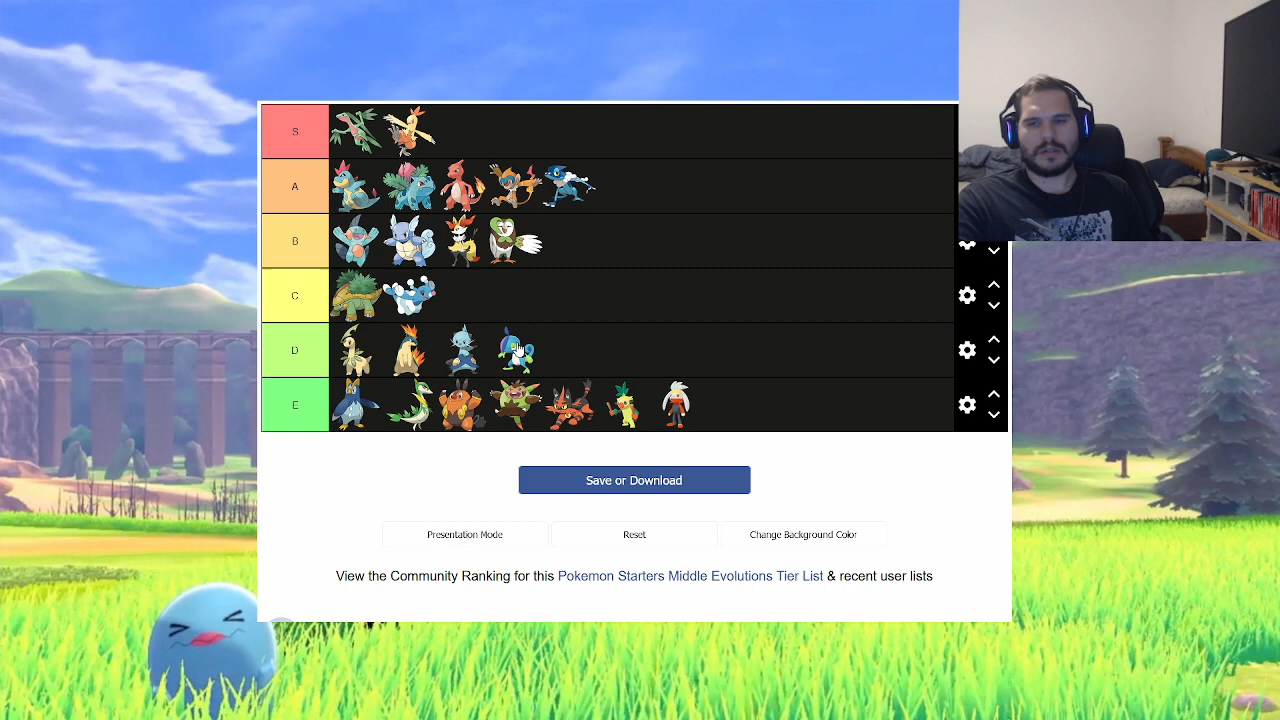 S
A
B
C
D
E
Save or Download
Presentation Mode
Reset
Change Background Color
View the Community Ranking for this Pokemon Starters Middle Evolutions Tier List & recent user lists